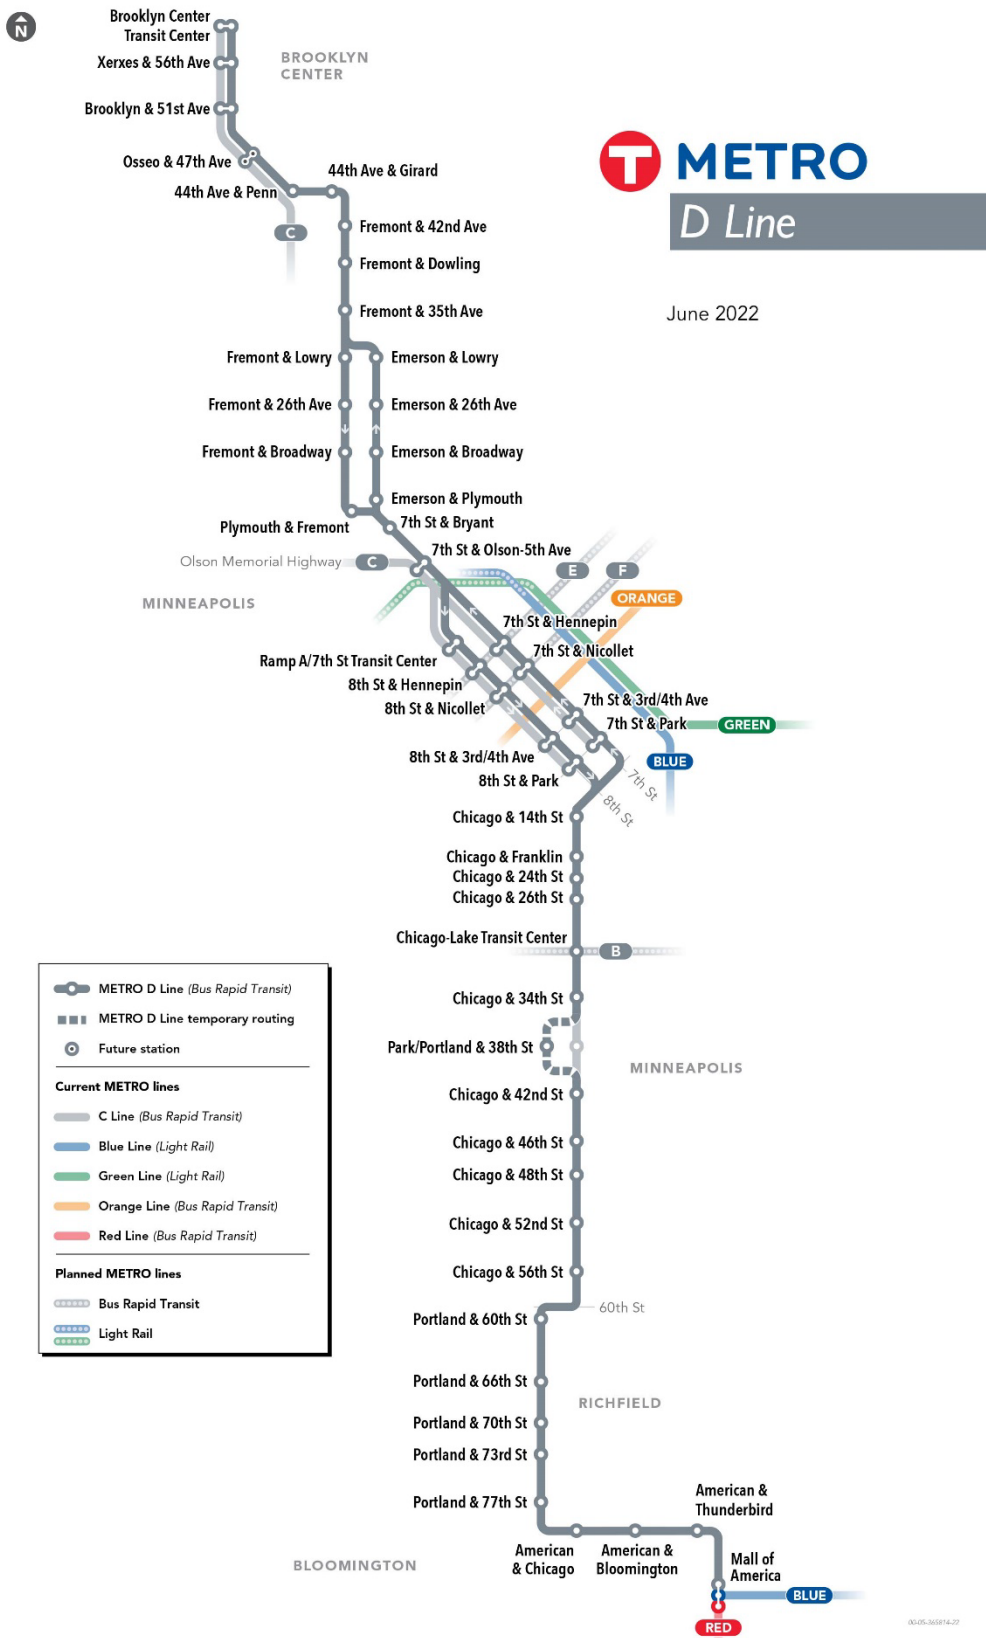 N
Brooklyn Center
Transit Center
Xerxes & 56th Ave
BROOKLYN
CENTER
Brooklyn & 51st Ave
T METRO
D Line
June 2022
Osseo & 47th Ave
44th Ave & Girard
44th Ave & Penn
C
Fremont & 42nd Ave
Fremont & Dowling
Fremont & 35th Ave
Fremont & Lowry
Emerson & Lowry
Fremont & 26th Ave
Emerson & 26th Ave
Fremont & Broadway
Emerson & Broadway
Emerson & Plymouth
Plymouth & Fremont
7th St & Bryant
7th St & Olson-5th Ave
Olson Memorial Highway
C
E
F
ORANGE
MINNEAPOLIS
7th St & Hennepin
7th St & Nicollet
Ramp A/7th St Transit Center
8th St & Hennepin
8th St & Nicollet
7th St & 3rd/4th Ave
7th St & Park
GREEN
8th St & 3rd/4th Ave
BLUE
8th St & Park
7th St
8th St
Chicago & 14th St
Chicago & Franklin
Chicago & 24th St
Chicago & 26th St
Chicago-Lake Transit Center
B
Chicago & 34th St
Park/Portland & 38th St
MINNEAPOLIS
Chicago & 42nd St
Chicago & 46th St
Chicago & 48th St
Chicago & 52nd St
Chicago & 56th St
60th St
Portland & 60th St
Portland & 66th St
RICHFIELD
Portland & 70th St
Portland & 73rd St
Portland & 77th St
American &
Thunderbird
American
& Chicago
American &
Bloomington
Mall of
America
BLOOMINGTON
BLUE
RED
METRO D Line (Bus Rapid Transit)
METRO D Line temporary routing
Future station
Current METRO lines
C Line (Bus Rapid Transit)
Blue Line (Light Rail)
Green Line (Light Rail)
Orange Line (Bus Rapid Transit)
Red Line (Bus Rapid Transit)
Planned METRO lines
Bus Rapid Transit
Light Rail